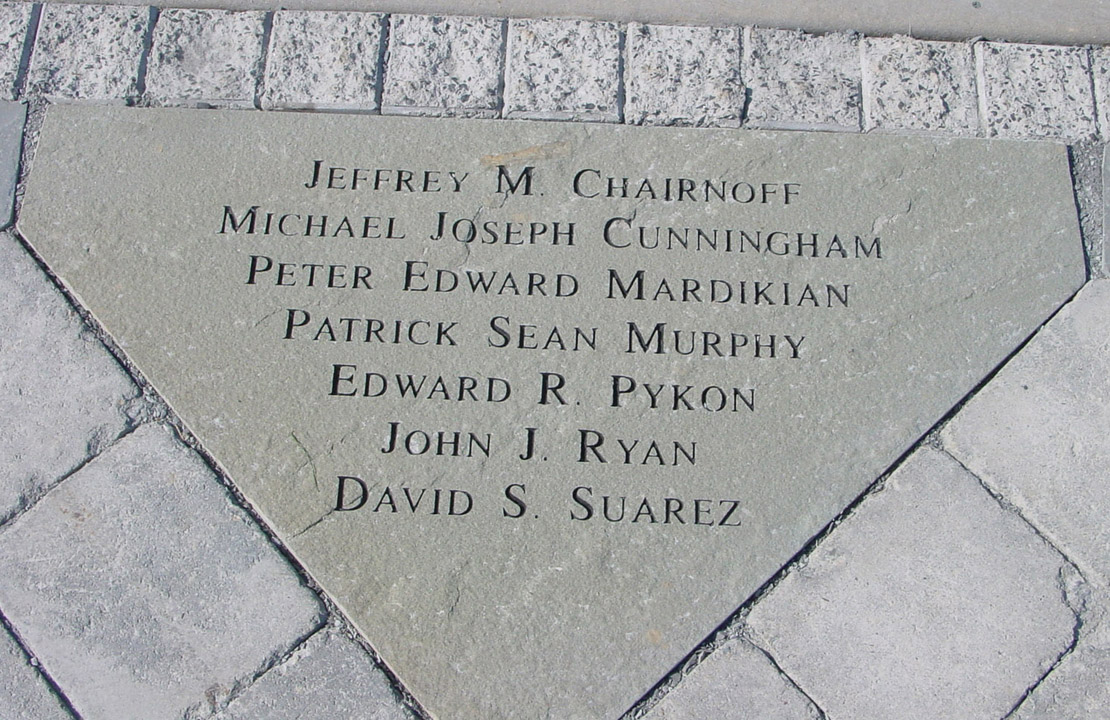 JEFFREY M. CHAIRNOFF
MICHAEL JOSEPH CUNNINGHAM
PETER EDWARD MARDIKIAN
PATRICK SEAN MURPHY
EDWARD R. PYKON
JOHN J. RYAN
DAVID S. SUAREZ